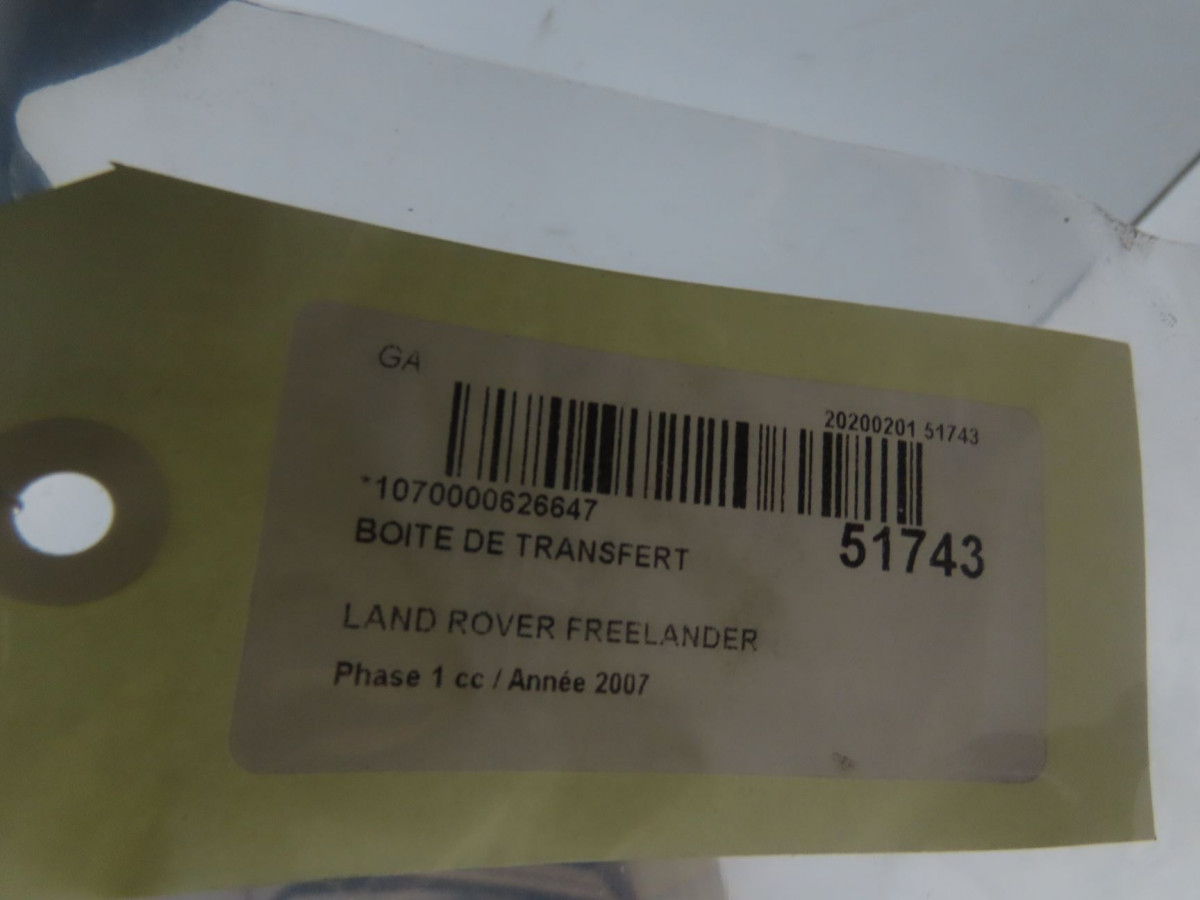 GA
20200201 51743
*1070000626647
BOITE DE TRANSFERT
51743
LAND ROVER FREELANDER
Phase 1 cc / Année 2007